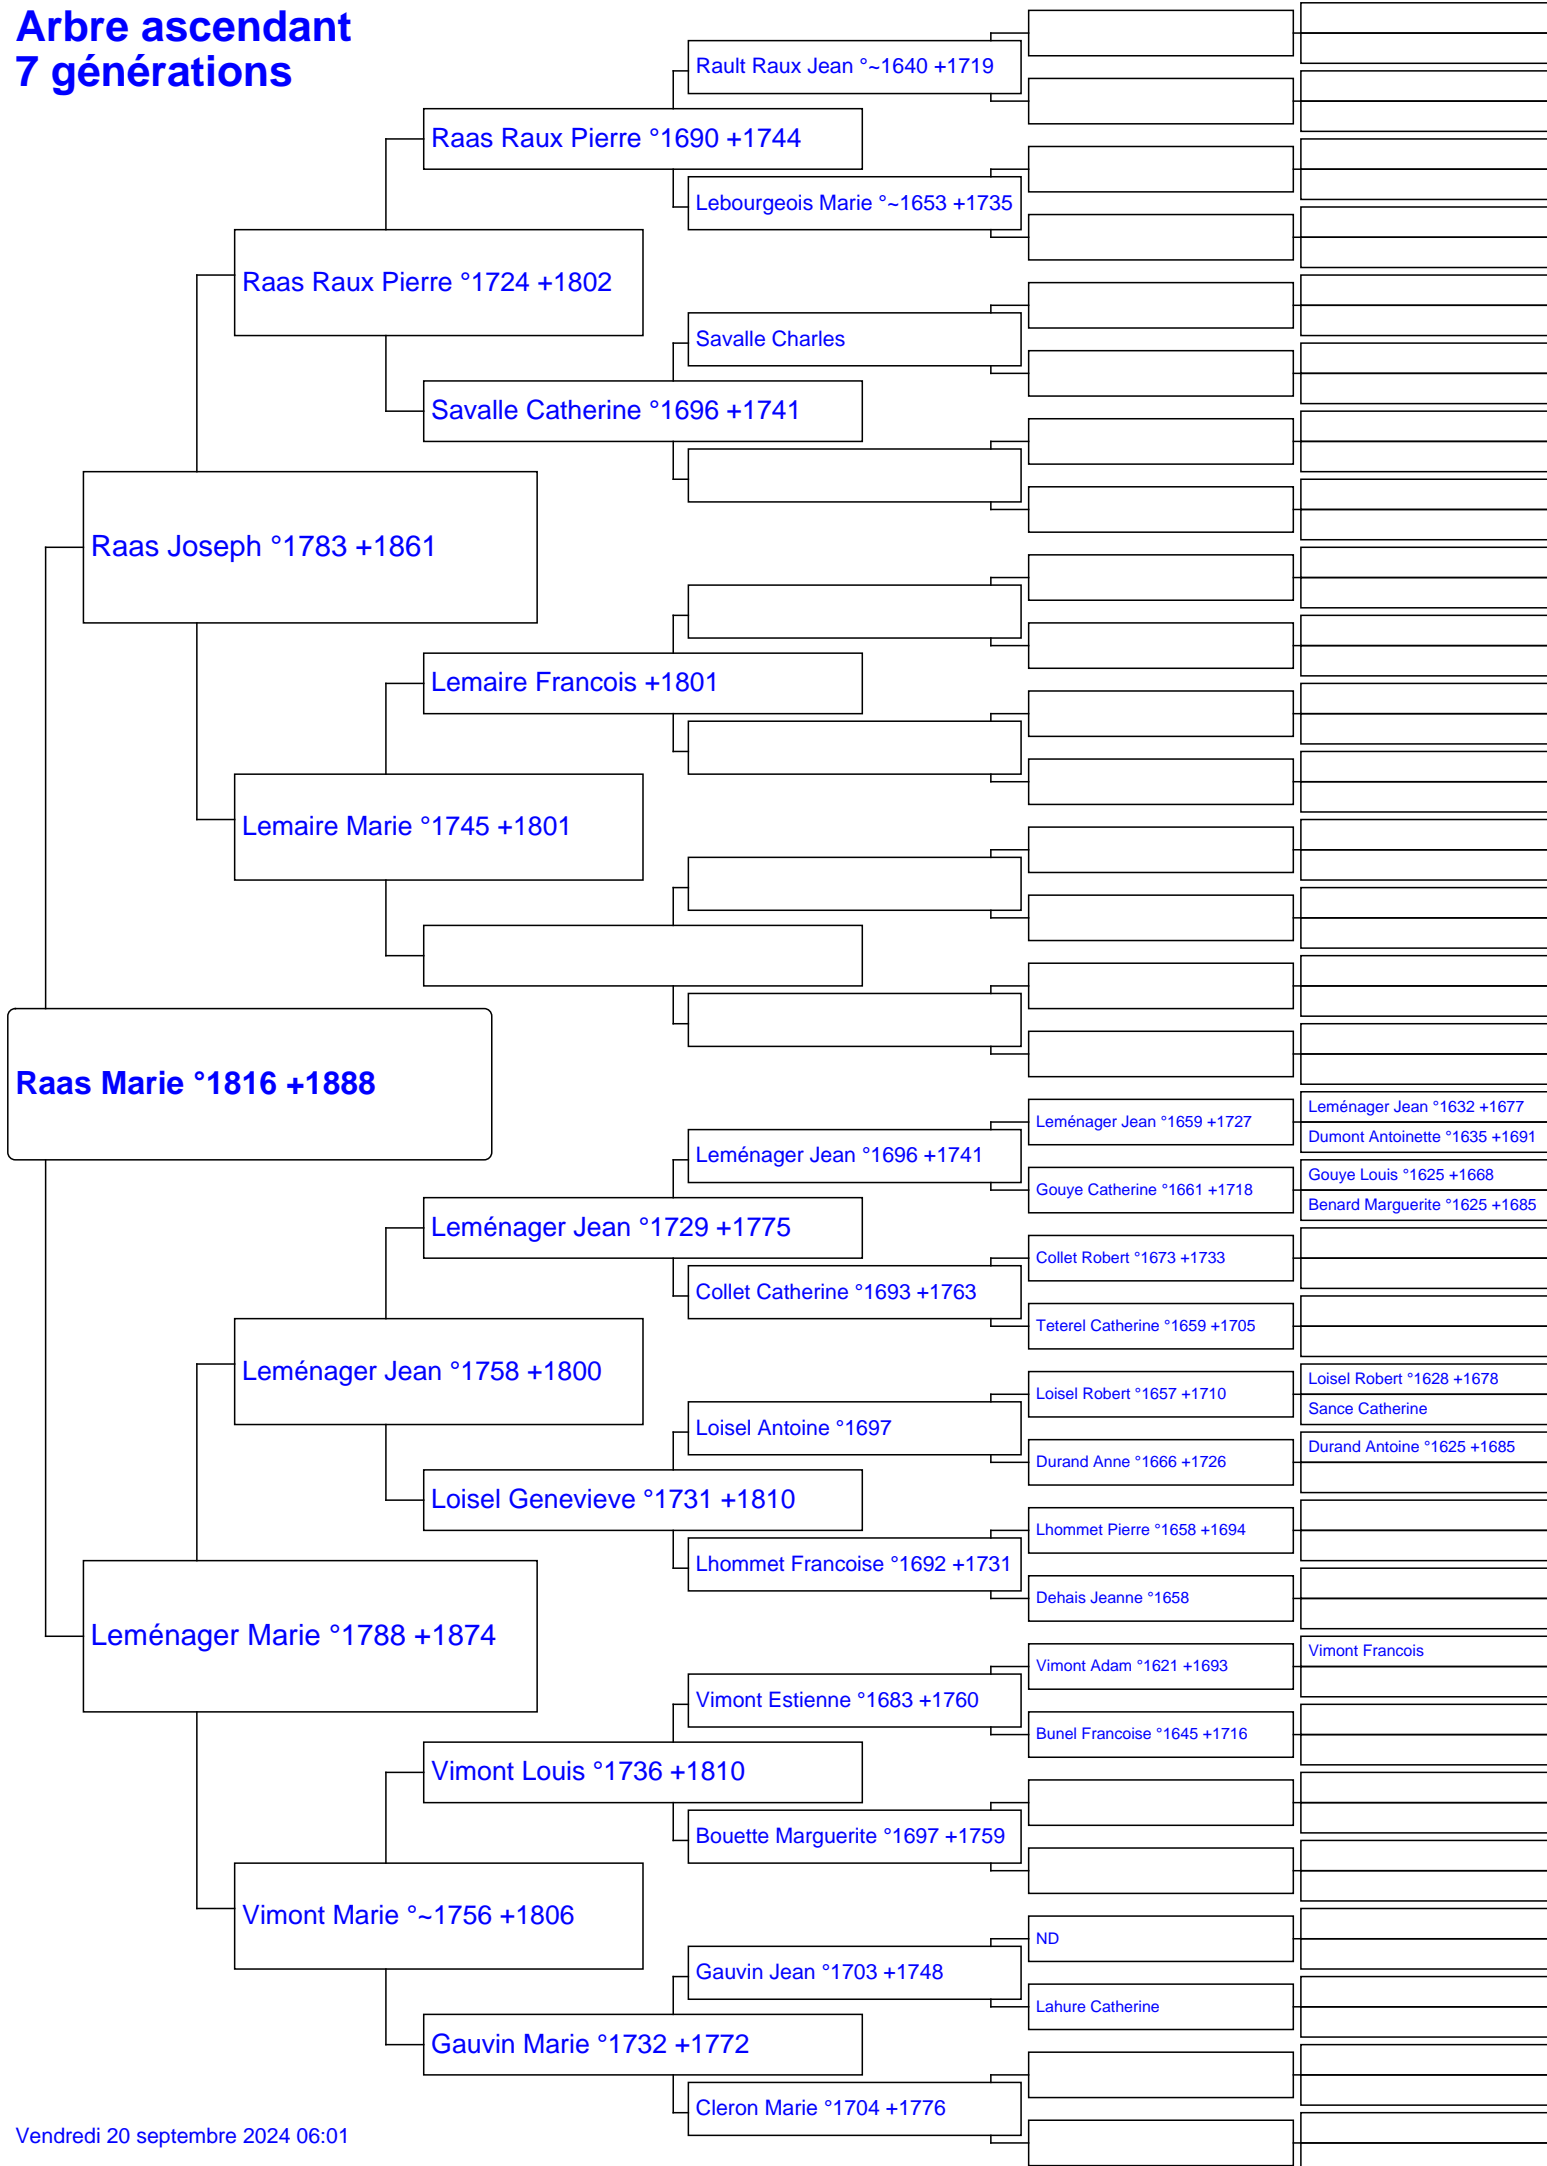 Arbre ascendant
7 générations
Rault Raux Jean °~1640 +1719
Raas Raux Pierre °1690 +1744
Lebourgeois Marie °~1653 +1735
Raas Raux Pierre °1724 +1802
Savalle Charles
Savalle Catherine °1696 +1741
Raas Joseph °1783 +1861
Lemaire Francois +1801
Lemaire Marie °1745 +1801
Raas Marie °1816 +1888
Leménager Jean °1632 +1677
Leménager Jean °1659 +1727
Dumont Antoinette °1635 +1691
Leménager Jean °1696 +1741
Gouye Louis °1625 +1668
Gouye Catherine °1661 +1718
Benard Marguerite °1625 +1685
Leménager Jean °1729 +1775
Collet Robert °1673 +1733
Collet Catherine °1693 +1763
Teterel Catherine °1659 +1705
Leménager Jean °1758 +1800
Loisel Robert °1628 +1678
Loisel Robert °1657 +1710
Sance Catherine
Loisel Antoine °1697
Durand Antoine °1625 +1685
Durand Anne °1666 +1726
Loisel Genevieve °1731 +1810
Lhommet Pierre °1658 +1694
Lhommet Francoise °1692 +1731
Dehais Jeanne °1658
Leménager Marie °1788 +1874
Vimont Francois
Vimont Adam °1621 +1693
Vimont Estienne °1683 +1760
Bunel Francoise °1645 +1716
Vimont Louis °1736 +1810
Bouette Marguerite °1697 +1759
Vimont Marie °~1756 +1806
ND
Gauvin Jean °1703 +1748
Lahure Catherine
Gauvin Marie °1732 +1772
Cleron Marie °1704 +1776
Vendredi 20 septembre 2024 06:01